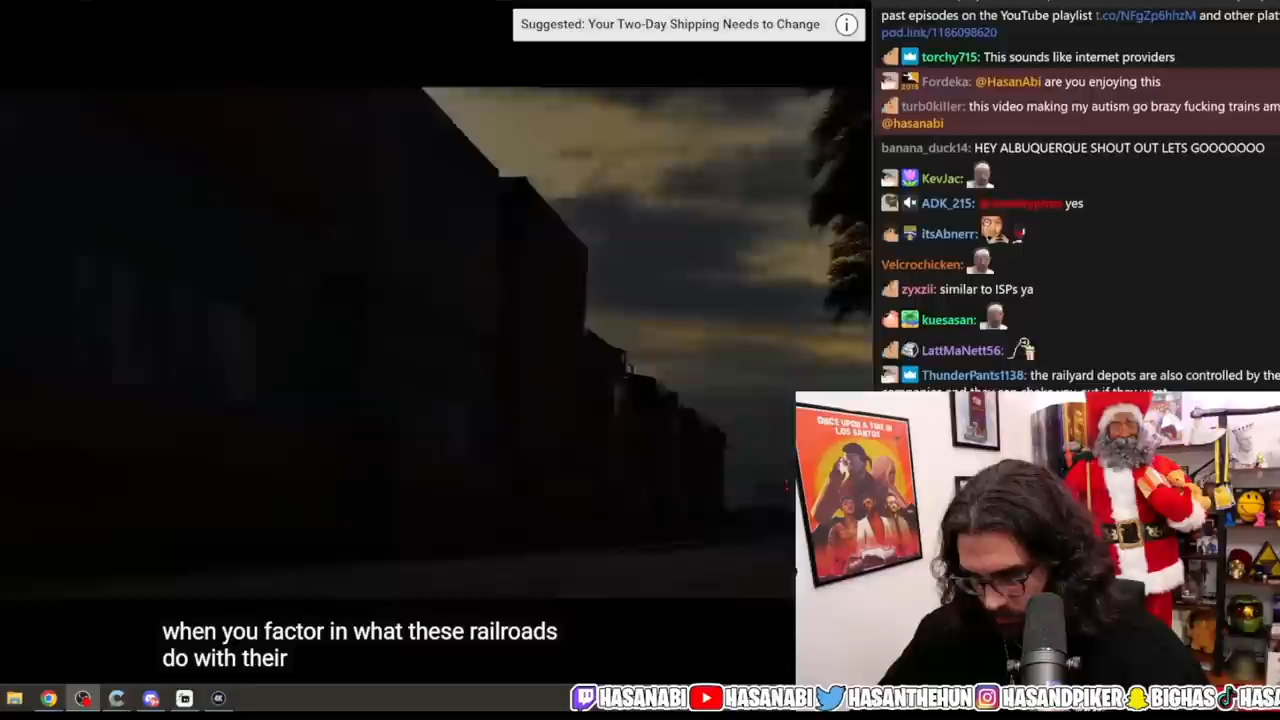 Suggested: Your Two-Day Shipping Needs to Change
past episodes on the YouTube playlist t.co/NFgZp6hhzM and other plat
pod.link/1186098620
torchy715: This sounds like internet providers
Fordeka: @HasanAbi are you enjoying this
turb0killer: this video making my autism go brazy fucking trains am
@hasanabi
banana_duck14: HEY ALBUQUERQUE SHOUT OUT LETS GOOOOOOO
KevJac:
ADK_215: yes
itsAbnerr:
Velcrochicken:
zyxzii: similar to ISPs ya
kuesasan:
LattMaNett56:
ThunderPants1138: the railyard depots are also controlled by the
ONCE UPON A TIME IN
LOS SANTOS
when you factor in what these railroads
do with their
HASANABI HASANABI HASANTHEHUN HASANDPIKER BIGHAS HASA